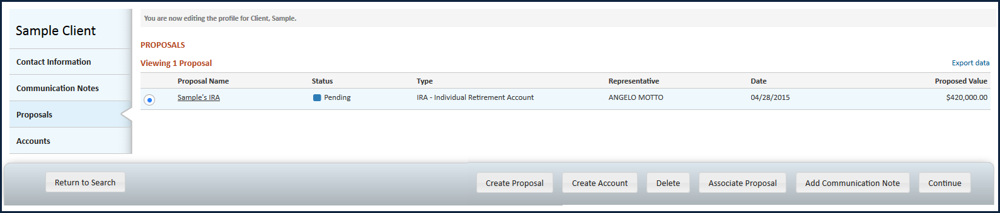 You are now editing the profile for Client, Sample.
Sample Client
Contact Information
Communication Notes
Proposals
Accounts
PROPOSALS
Viewing 1 Proposal
Export data
Proposal Name Status Type Representative Date Proposed Value
Sample's IRA Pending IRA - Individual Retirement Account ANGELO MOTTO 04/28/2015 $420,000.00
Return to Search Create Proposal Create Account Delete Associate Proposal Add Communication Note Continue